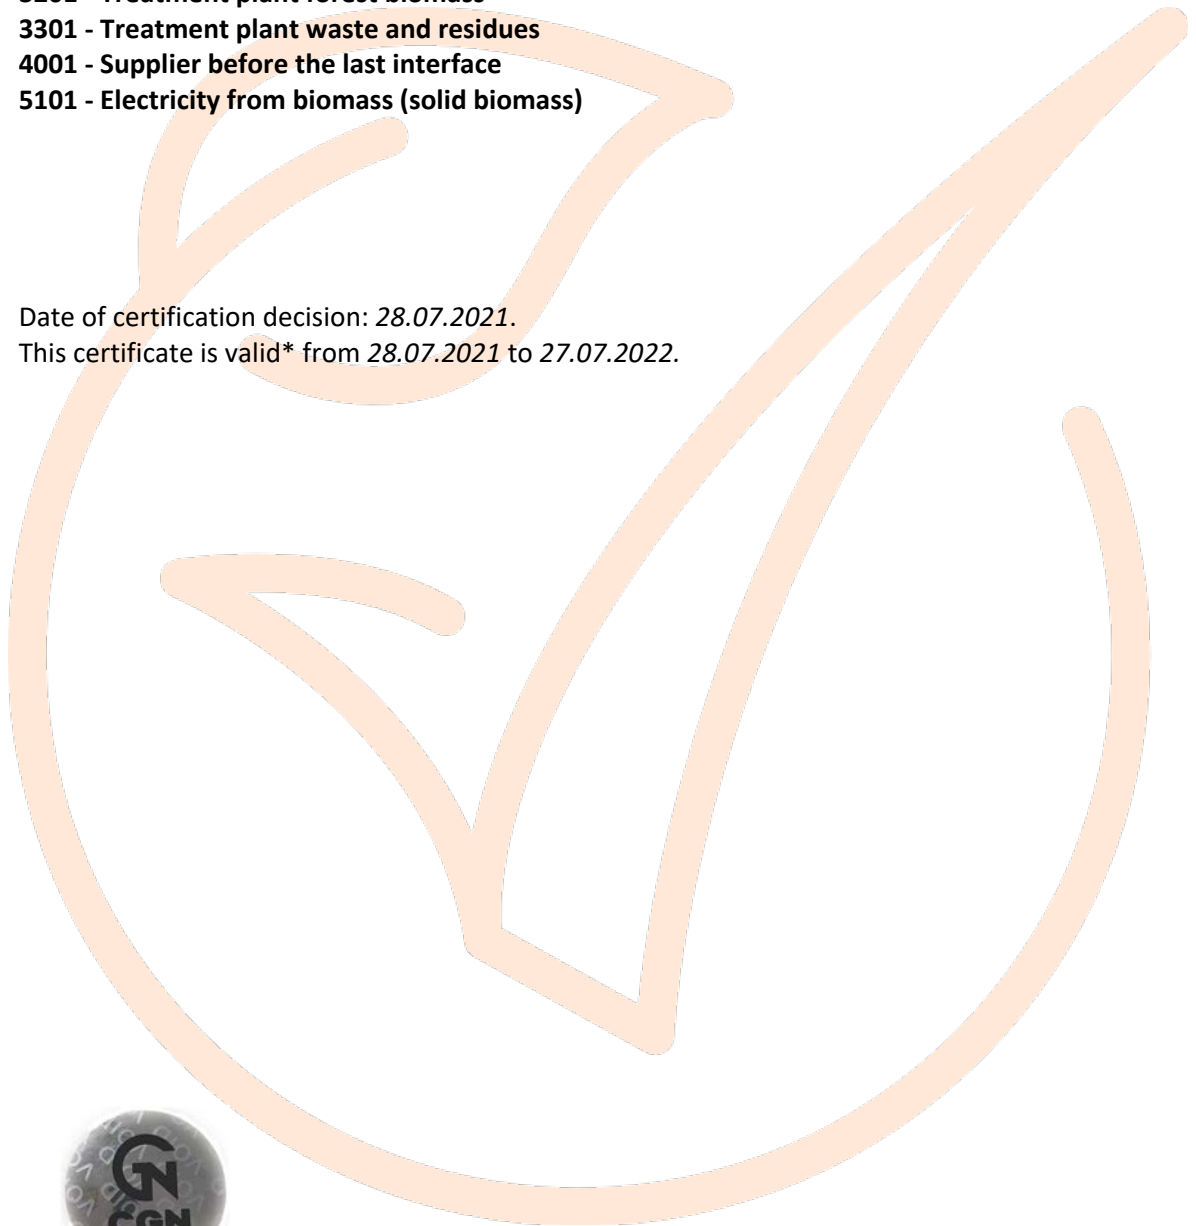 3301 - Treatment plant waste and residues
4001 - Supplier before the last interface
5101 - Electricity from biomass (solid biomass)
Date of certification decision: 28.07.2021.
This certificate is valid* from 28.07.2021 to 27.07.2022.
CGN